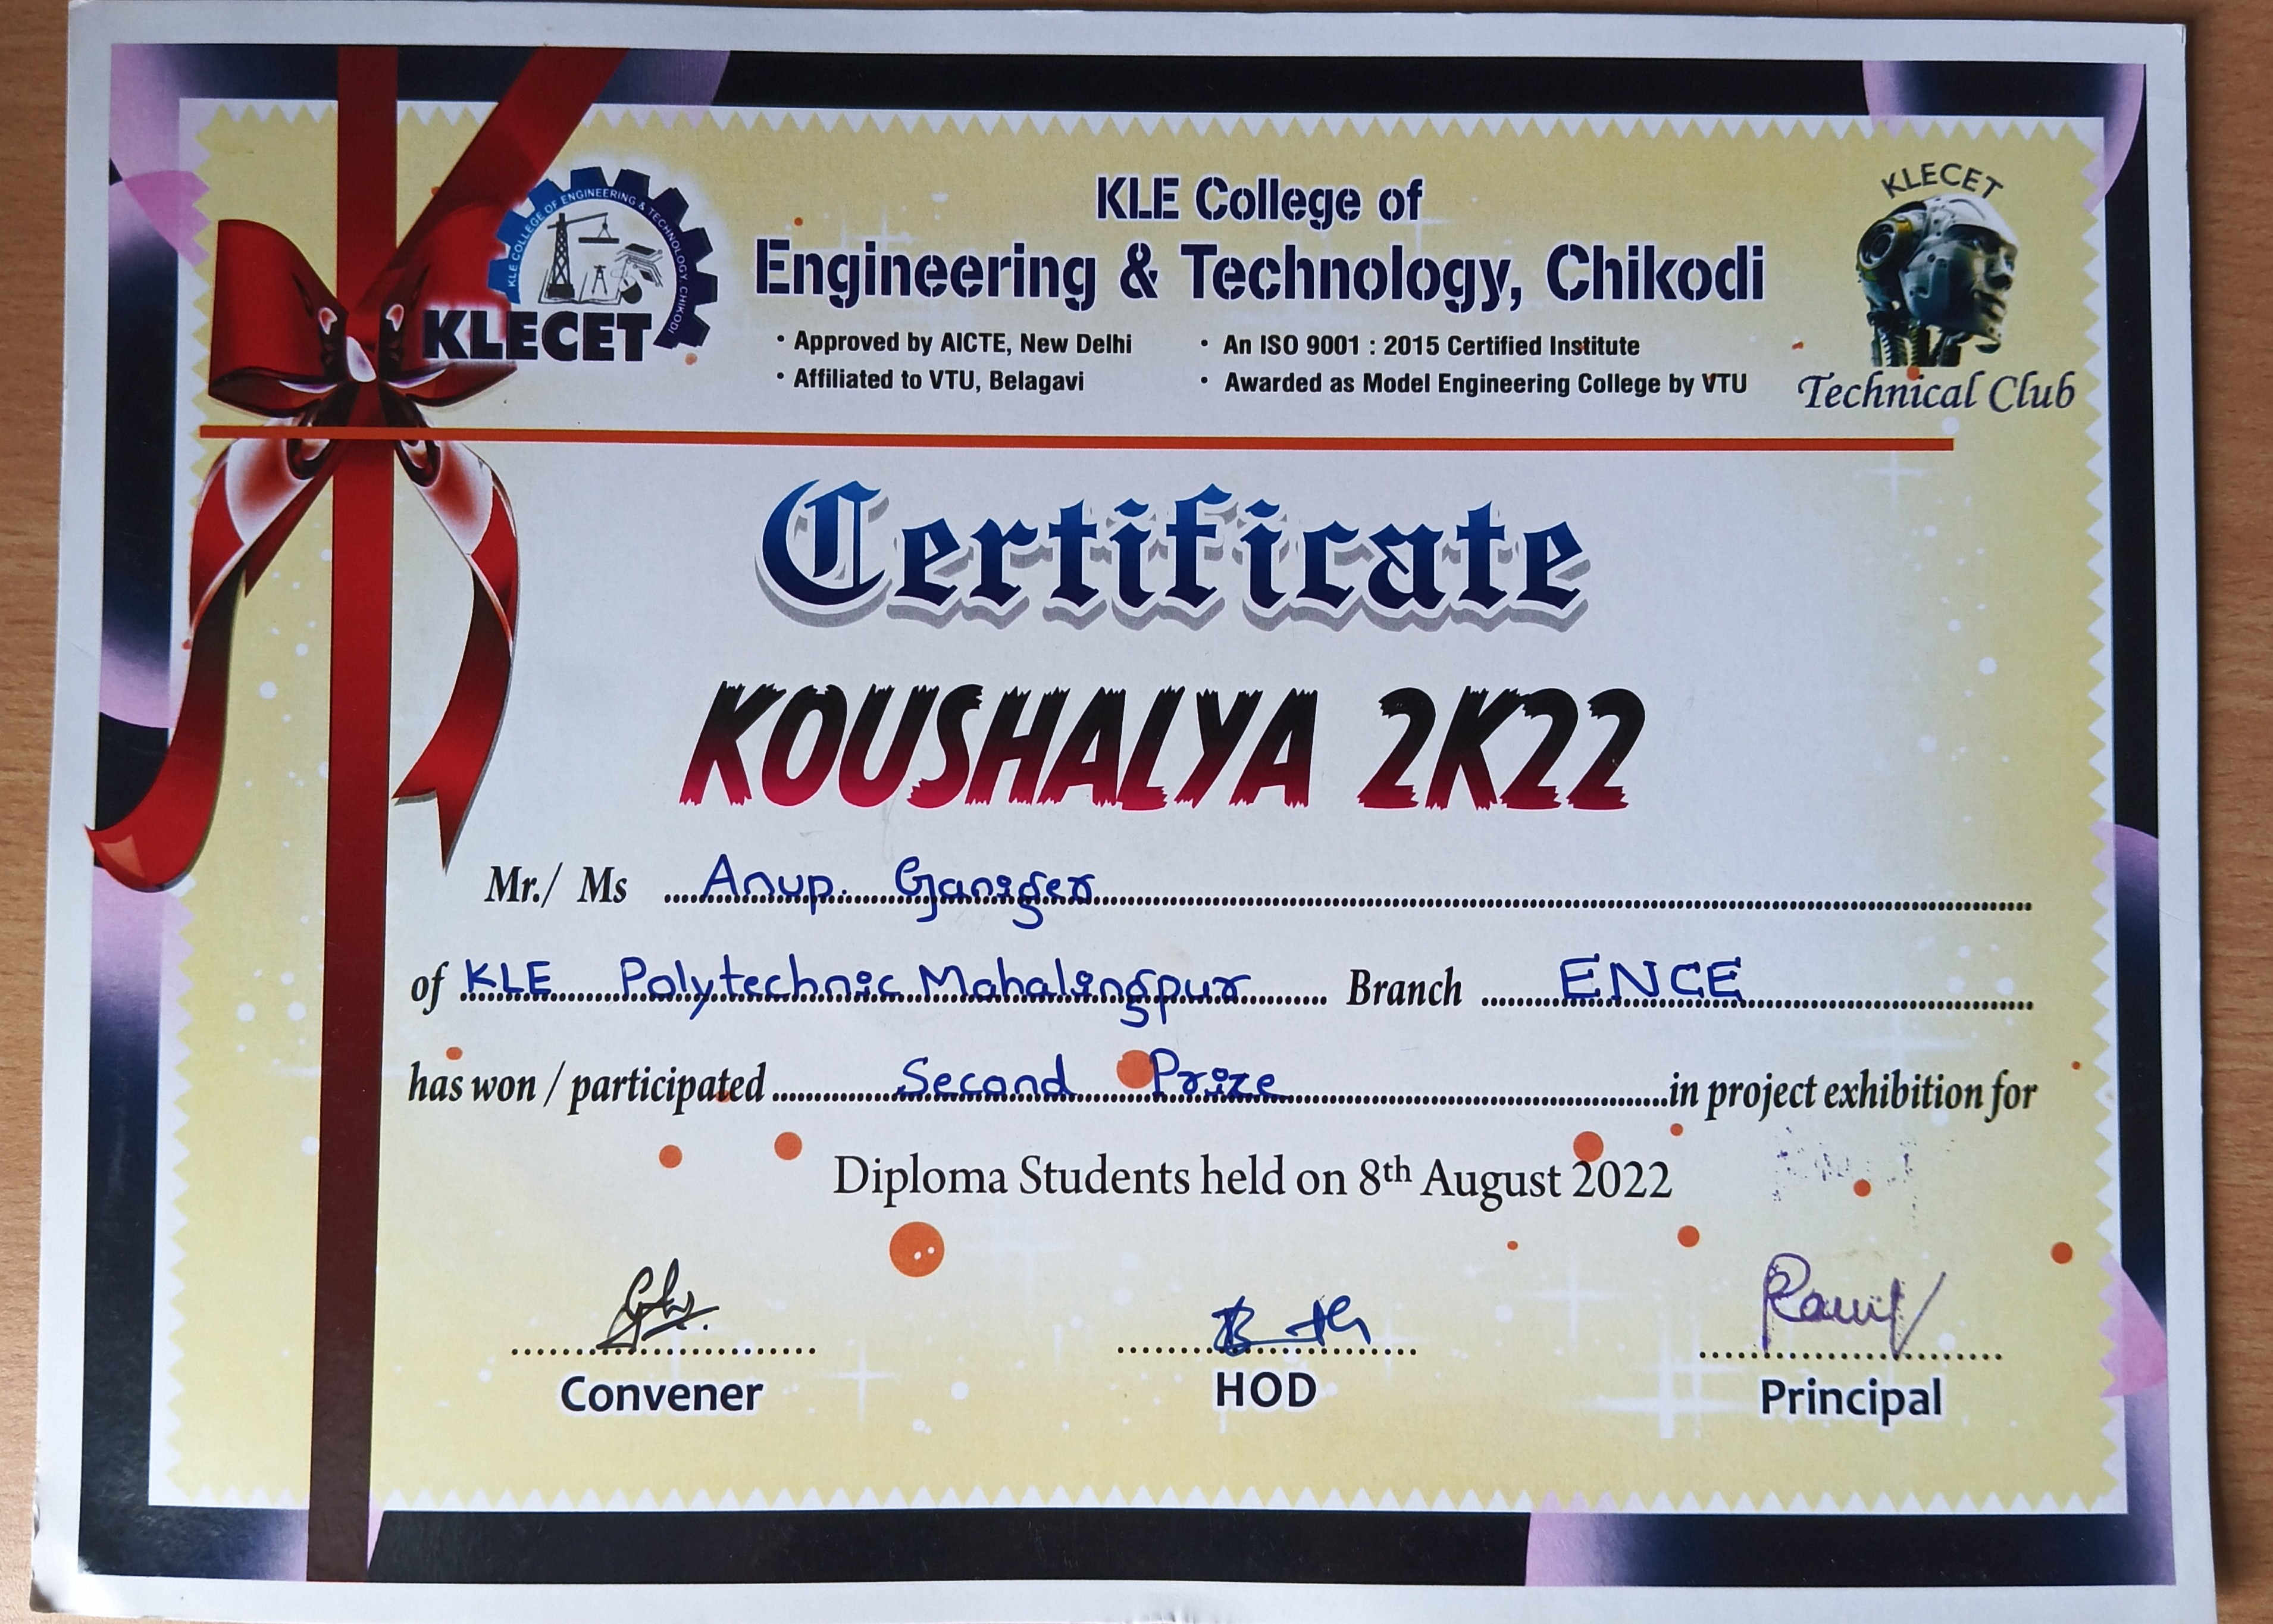 KLE COLLEGE OF ENGINEERING & TECHNOLOGY CHIKODI
KLECET
KLE College of
Engineering & Technology, Chikodi
• Approved by AICTE, New Delhi • An ISO 9001 : 2015 Certified Institute
• Affiliated to VTU, Belagavi • Awarded as Model Engineering College by VTU
KLECET
Technical Club
Certificate
KOUSHALYA 2K22
Mr./ Ms Anup. Ganiger
of KLE Polytechnic Mahalingpur Branch ENCE
has won / participated Second Prize in project exhibition for
Diploma Students held on 8th August 2022
Convener HOD Principal